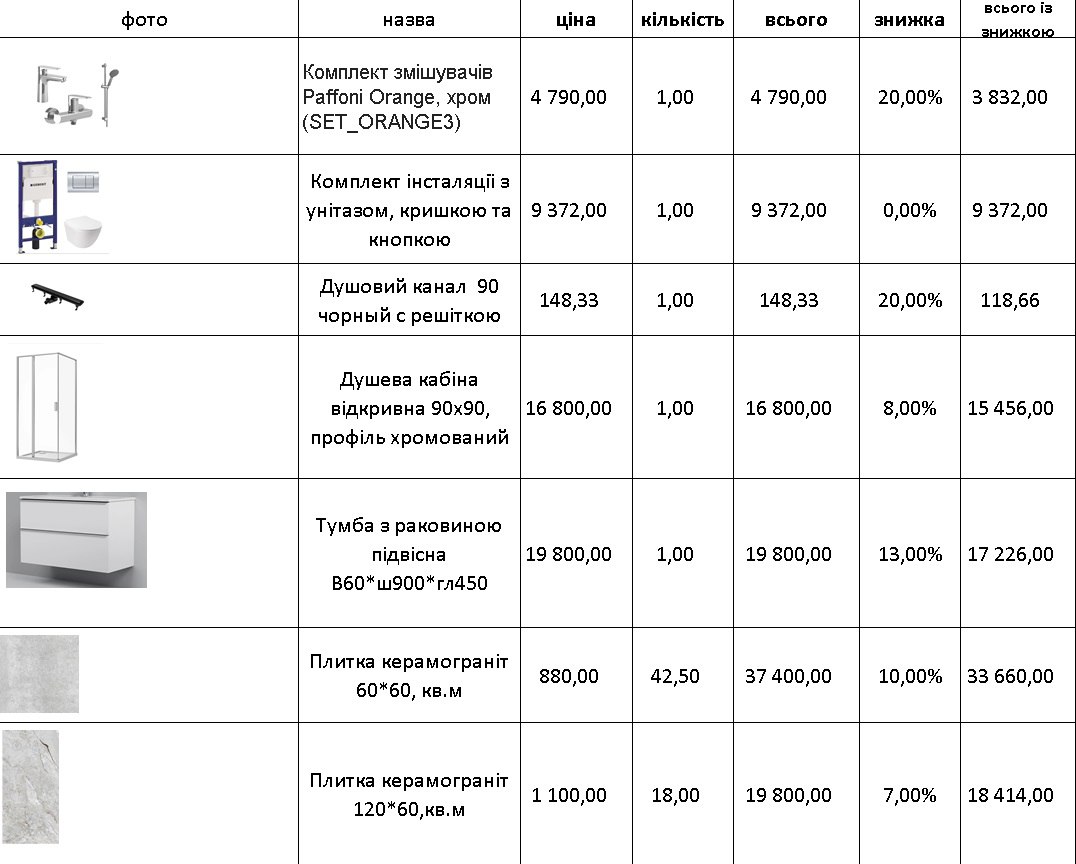 фото назва ціна кількість всього знижка всього із
знижкою
Комплект змішувачів
Paffoni Orange, хром
(SET_ORANGE3)
4 790,00 1,00 4 790,00 20,00% 3 832,00
Комплект інсталяції з
унітазом, кришкою та
кнопкою
9 372,00 1,00 9 372,00 0,00% 9 372,00
Душовий канал 90
чорный с решіткою
148,33 1,00 148,33 20,00% 118,66
Душева кабіна
відкривна 90х90,
профіль хромований
16 800,00 1,00 16 800,00 8,00% 15 456,00
Тумба з раковиною
підвісна
В60*ш900*гл450
19 800,00 1,00 19 800,00 13,00% 17 226,00
Плитка керамограніт
60*60, кв.м
880,00 42,50 37 400,00 10,00% 33 660,00
Плитка керамограніт
120*60,кв.м
1 100,00 18,00 19 800,00 7,00% 18 414,00